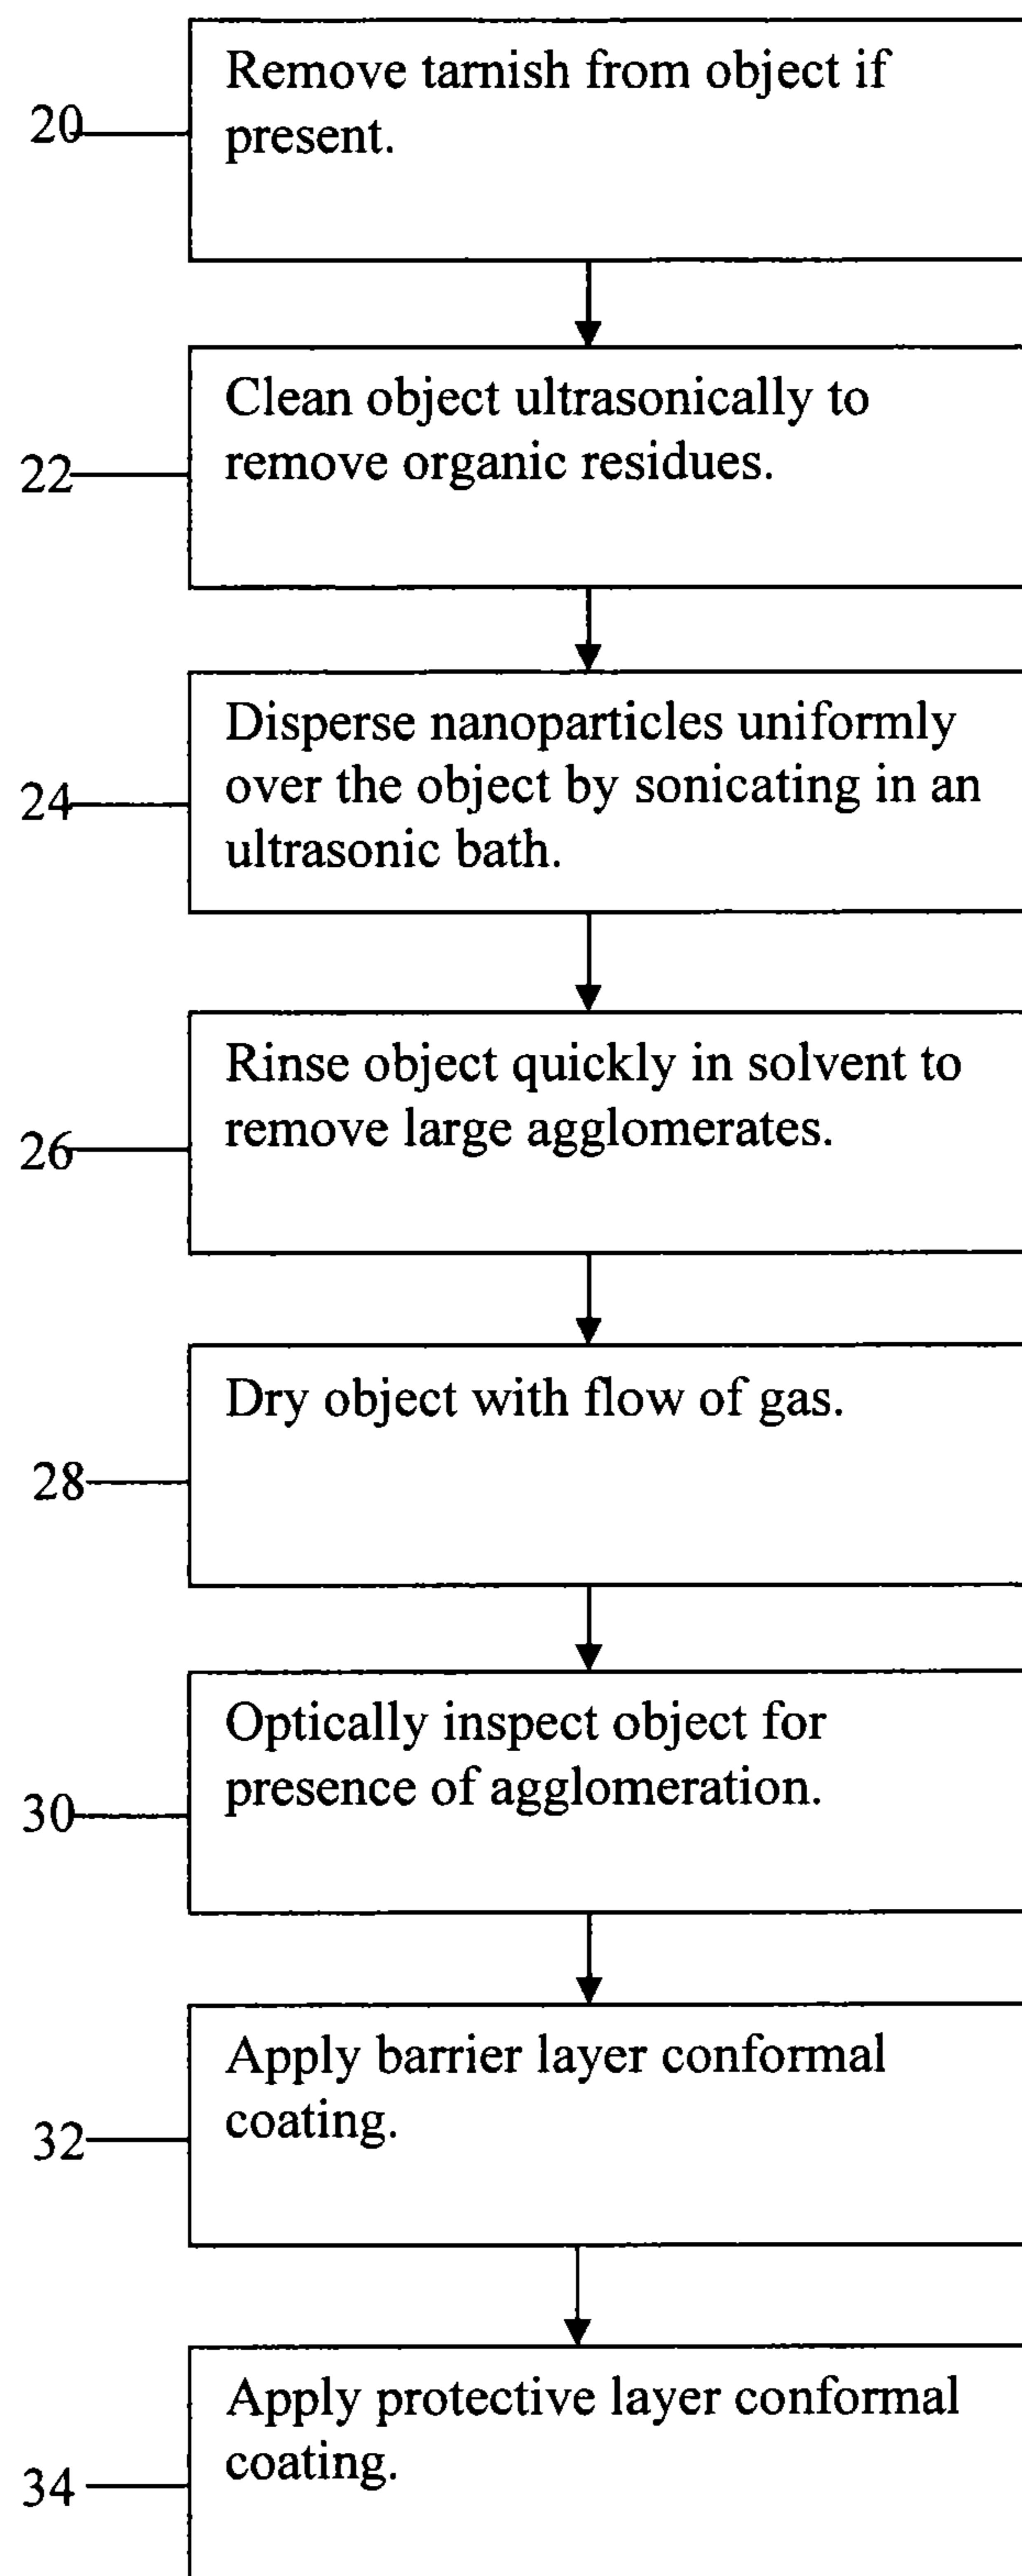 Remove tarnish from object if
present.
20
Clean object ultrasonically to
remove organic residues.
22
Disperse nanoparticles uniformly
over the object by sonicating in an
ultrasonic bath.
24
Rinse object quickly in solvent to
remove large agglomerates.
26
Dry object with flow of gas.
28
Optically inspect object for
presence of agglomeration.
30
Apply barrier layer conformal
coating.
32
Apply protective layer conformal
coating.
34